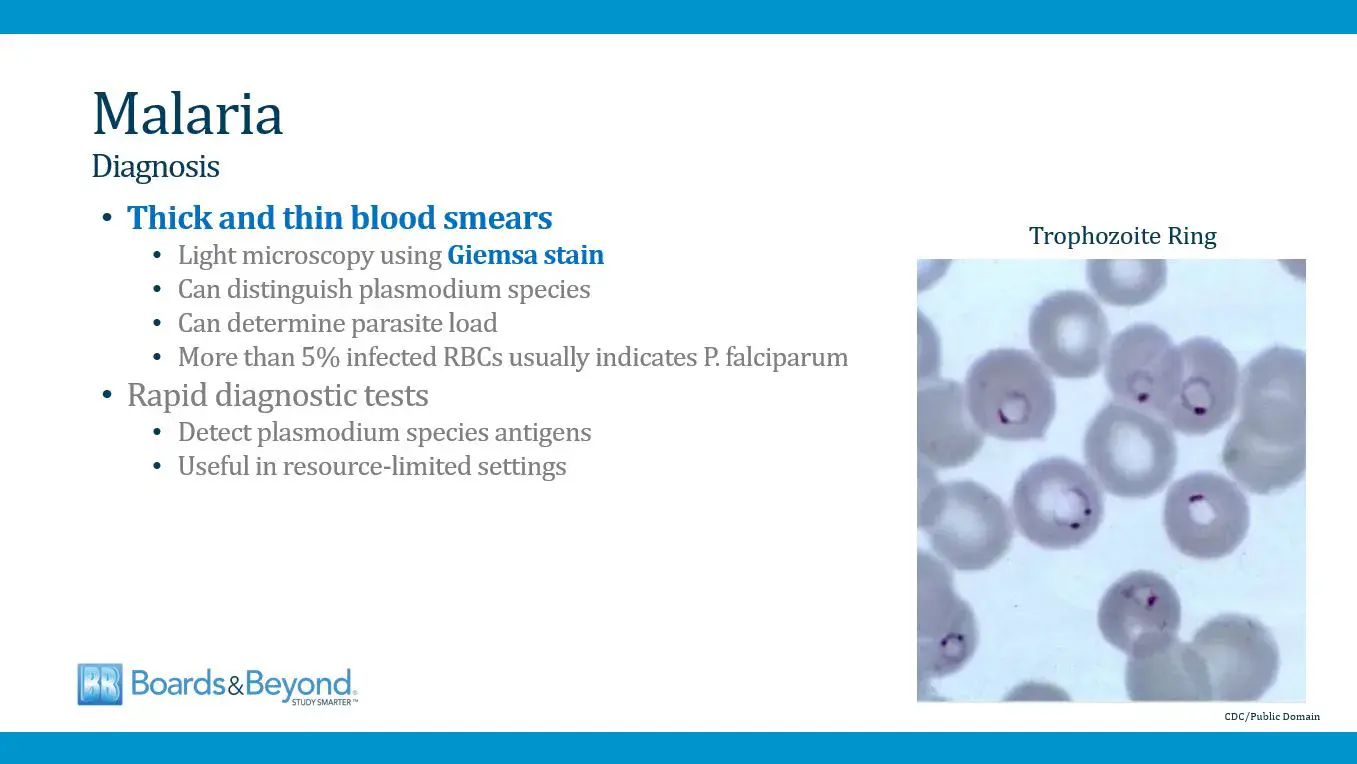 Malaria
Diagnosis
• Thick and thin blood smears
• Light microscopy using Giemsa stain
• Can distinguish plasmodium species
• Can determine parasite load
• More than 5% infected RBCs usually indicates P. falciparum
• Rapid diagnostic tests
• Detect plasmodium species antigens
• Useful in resource-limited settings
Trophozoite Ring
BB Boards&Beyond®
STUDY SMARTER™
CDC/Public Domain